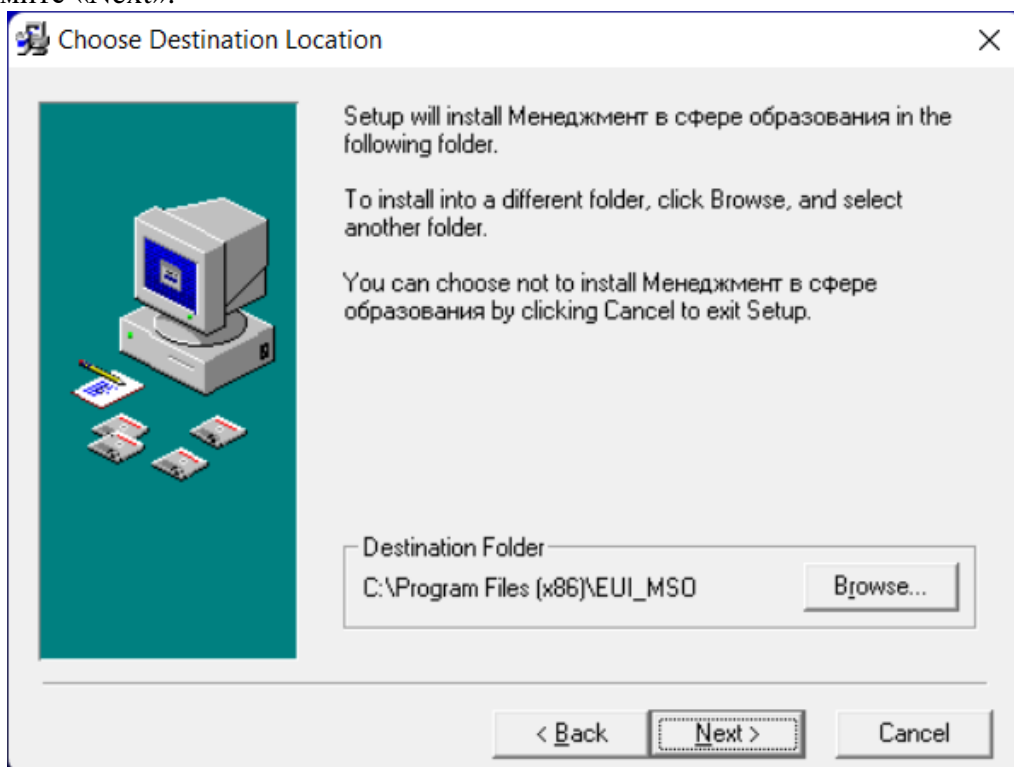 мите «Next».
Choose Destination Location
Setup will install Менеджмент в сфере образования in the
following folder.
To install into a different folder, click Browse, and select
another folder.
You can choose not to install Менеджмент в сфере
образования by clicking Cancel to exit Setup.
Destination Folder
C:\Program Files (x86)\EUI_MSO
Browse...
< Back
Next >
Cancel